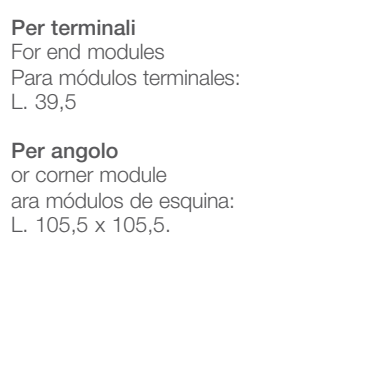 Per terminali
For end modules
Para módulos terminales:
L. 39,5
Per angolo
or corner module
ara módulos de esquina:
L. 105,5 x 105,5.